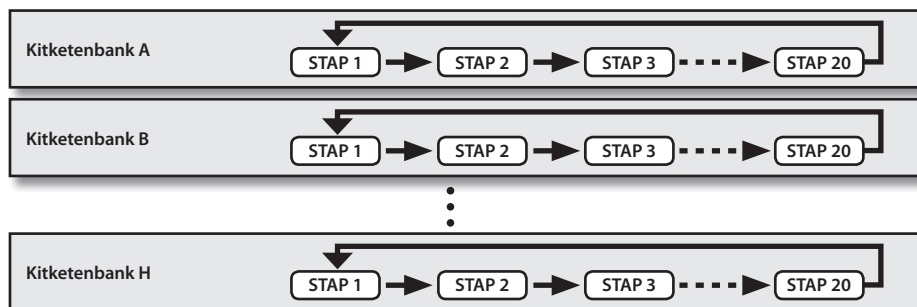 Kitketenbank A
STAP 1 STAP 2 STAP 3 STAP 20
Kitketenbank B
STAP 1 STAP 2 STAP 3 STAP 20
Kitketenbank H
STAP 1 STAP 2 STAP 3 STAP 20